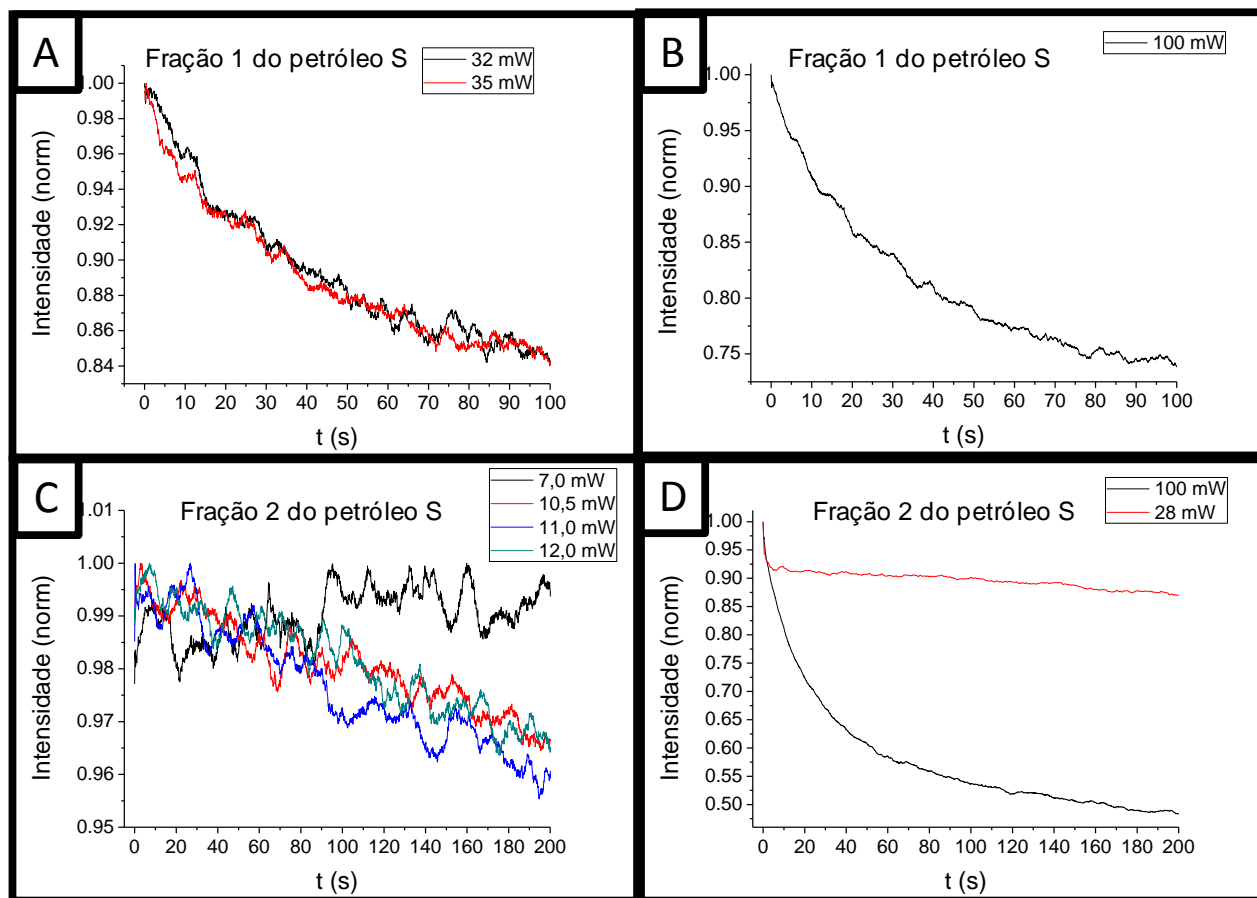 A
Fração 1 do petróleo S
32 mW
35 mW
1.00
0.98
0.96
0.94
0.92
0.90
0.88
0.86
0.84
Intensidade (norm)
0 10 20 30 40 50 60 70 80 90 100
t (s)
B
Fração 1 do petróleo S
100 mW
1.00
0.95
0.90
0.85
0.80
0.75
Intensidade (norm)
0 10 20 30 40 50 60 70 80 90 100
t (s)
C
Fração 2 do petróleo S
7,0 mW
10,5 mW
11,0 mW
12,0 mW
1.01
1.00
0.99
0.98
0.97
0.96
0.95
Intensidade (norm)
0 20 40 60 80 100 120 140 160 180 200
t (s)
D
Fração 2 do petróleo S
100 mW
28 mW
1.00
0.95
0.90
0.85
0.80
0.75
0.70
0.65
0.60
0.55
0.50
Intensidade (norm)
0 20 40 60 80 100 120 140 160 180 200
t (s)